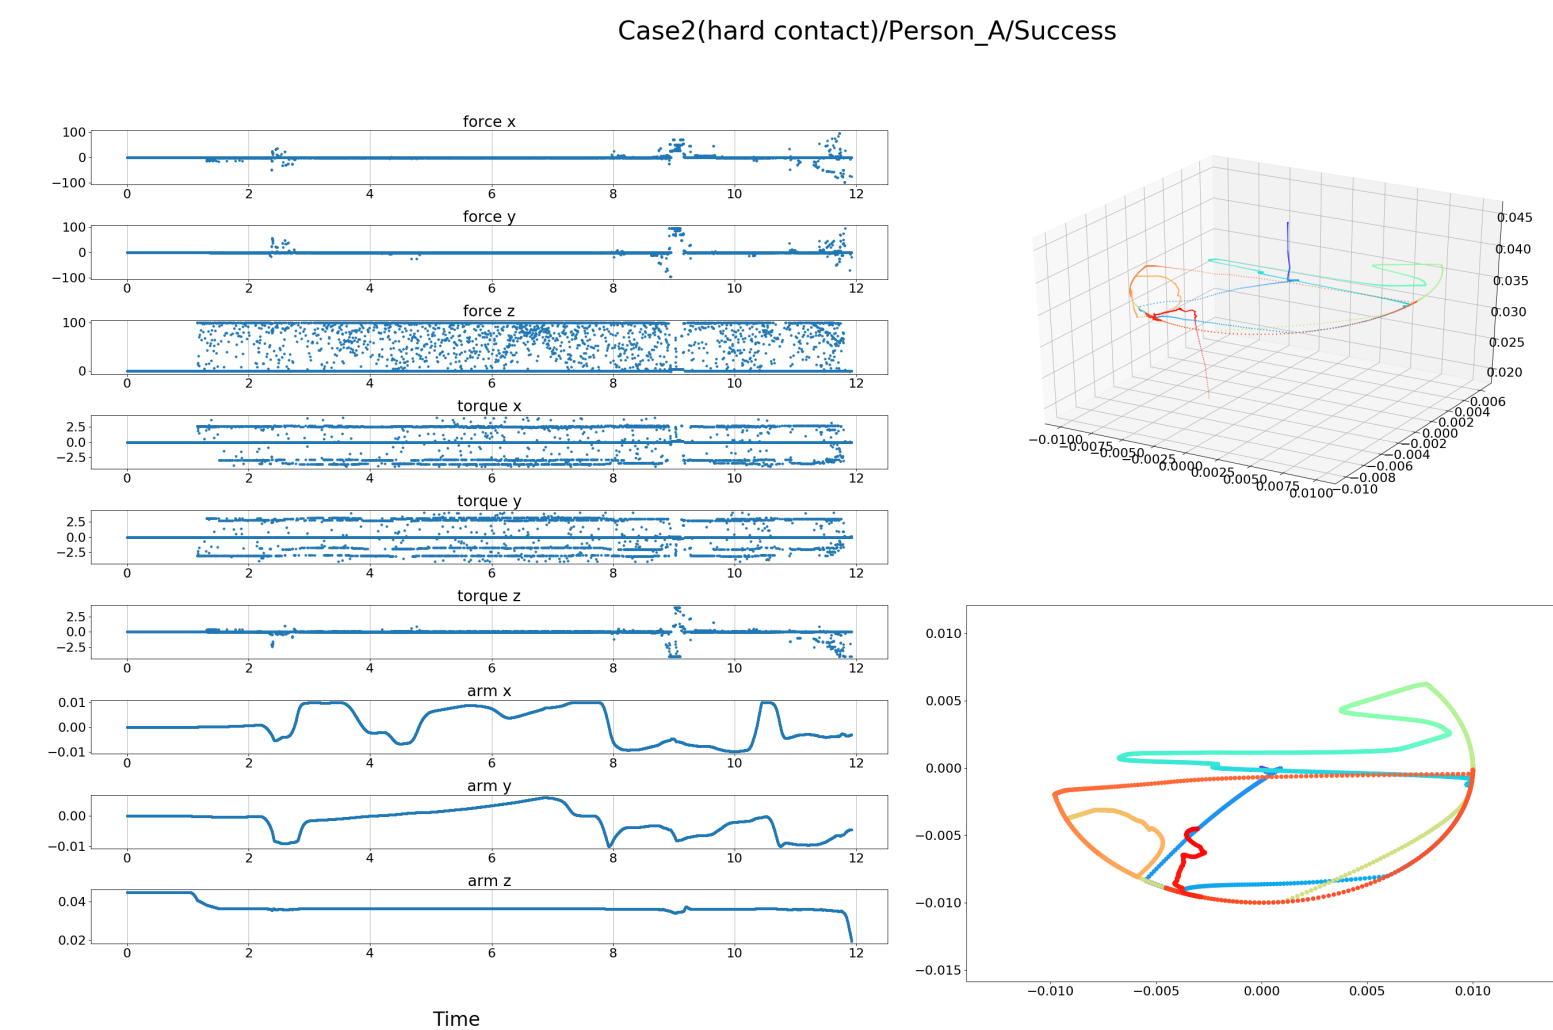 Case2(hard contact)/Person_A/Success
force x
100
0
−100
0 2 4 6 8 10 12
force y
100
0
−100
0 2 4 6 8 10 12
force z
100
0
0 2 4 6 8 10 12
torque x
2.5
0.0
−2.5
0 2 4 6 8 10 12
torque y
2.5
0.0
−2.5
0 2 4 6 8 10 12
torque z
2.5
0.0
−2.5
0 2 4 6 8 10 12
arm x
0.01
0.00
−0.01
0 2 4 6 8 10 12
arm y
0.00
−0.01
0 2 4 6 8 10 12
arm z
0.04
0.02
0 2 4 6 8 10 12
Time
0.045
0.040
0.035
0.030
0.025
0.020
−0.006
−0.004
0.000
−0.002
−0.004
−0.006
−0.008
−0.010
−0.0100
−0.0075
−0.0050
−0.0025
0.0000
0.0025
0.0050
0.0075
0.0100
0.010
0.005
0.000
−0.005
−0.010
−0.015
−0.010 −0.005 0.000 0.005 0.010